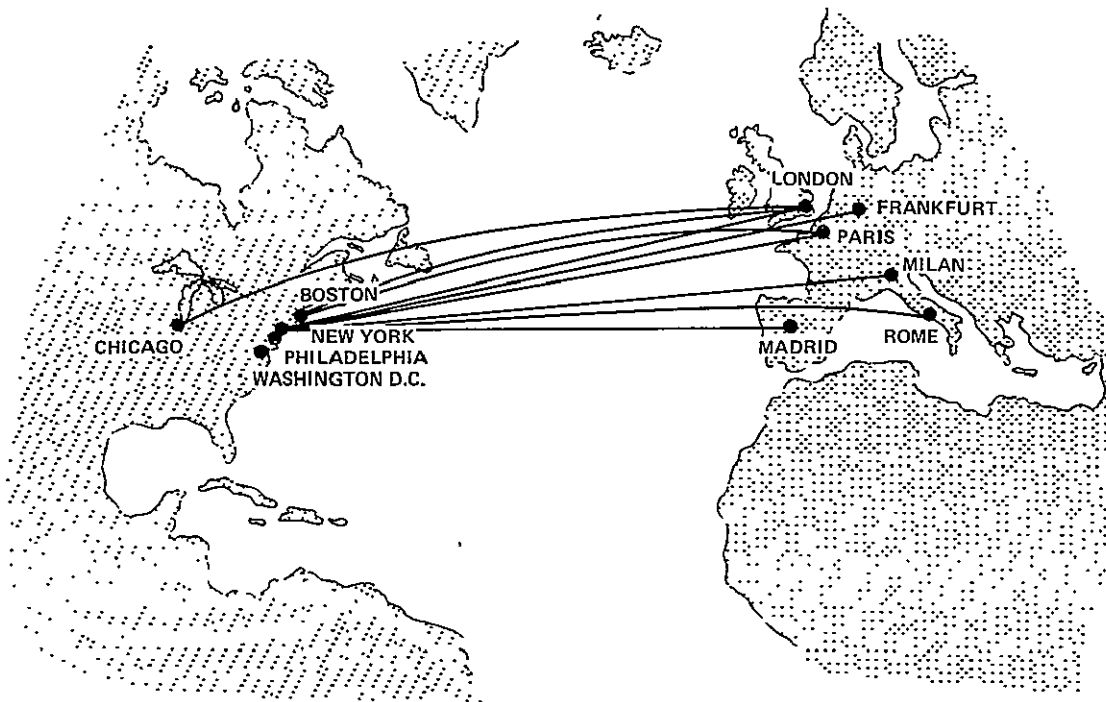 LONDON
FRANKFURT
PARIS
MILAN
BOSTON
NEW YORK
CHICAGO
PHILADELPHIA
MADRID
ROME
WASHINGTON D.C.